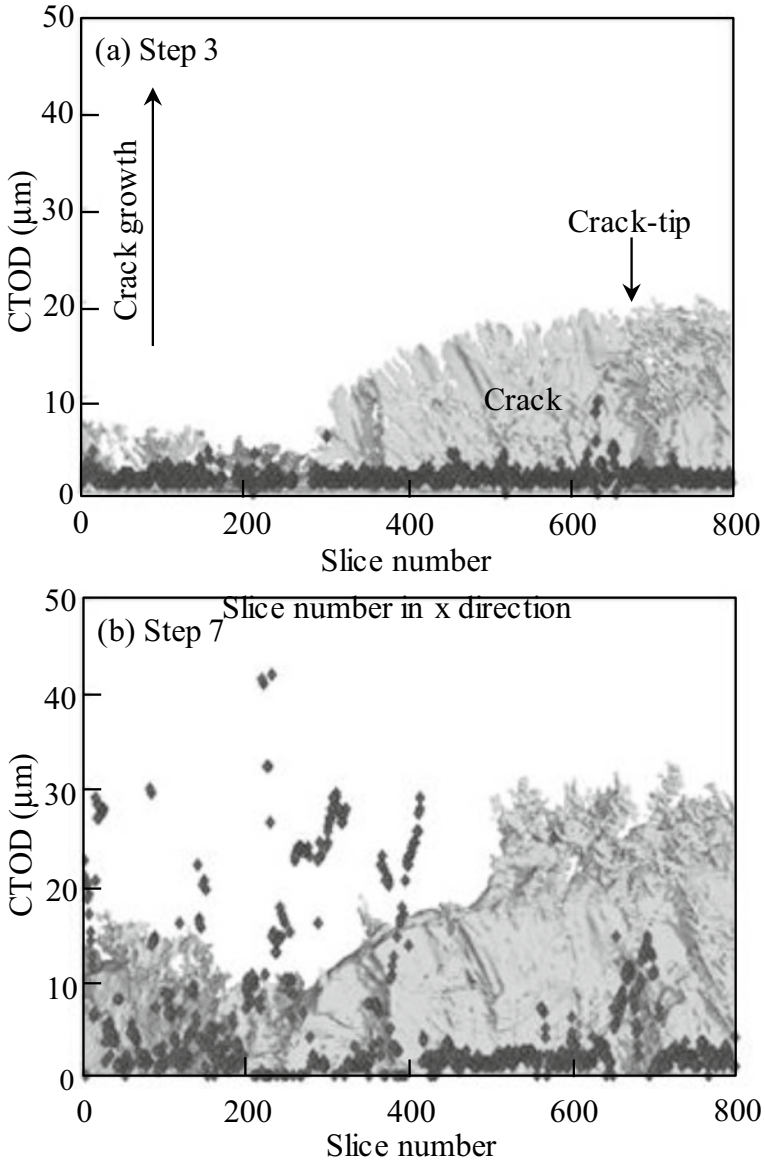 50
(a) Step 3
40
Crack growth
30
CTOD (μm)
Crack-tip
20
10
Crack
0
0 200 400 600 800
Slice number
50
Slice number in x direction
(b) Step 7
40
30
CTOD (μm)
20
10
0
0 200 400 600 800
Slice number